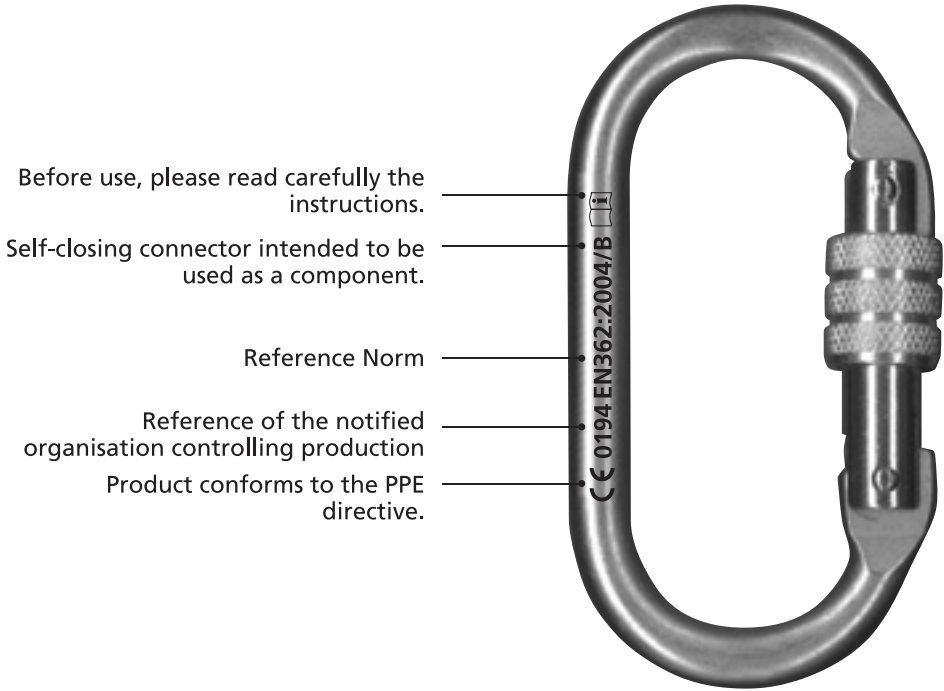 Before use, please read carefully the
instructions.
Self-closing connector intended to be
used as a component.
Reference Norm
Reference of the notified
organisation controlling production
Product conforms to the PPE
directive.
CE 0194 EN362:2004/B i